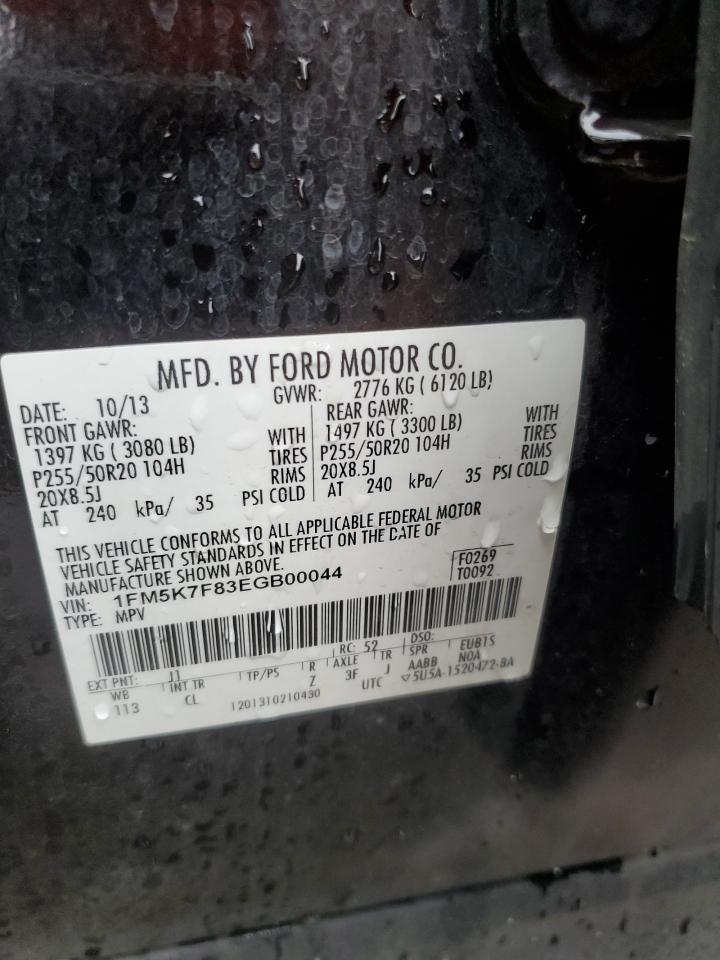 MFD. BY FORD MOTOR CO.
DATE: 10/13
GVWR: 2776 KG ( 6120 LB)
FRONT GAWR:
1397 KG ( 3080 LB) WITH
P255/50R20 104H TIRES
20X8.5J RIMS
AT 240 kPa/ 35 PSI COLD
REAR GAWR:
1497 KG ( 3300 LB) WITH
P255/50R20 104H TIRES
20X8.5J RIMS
AT 240 kPa/ 35 PSI COLD
THIS VEHICLE CONFORMS TO ALL APPLICABLE FEDERAL MOTOR
VEHICLE SAFETY STANDARDS IN EFFECT ON THE DATE OF
MANUFACTURE SHOWN ABOVE.
VIN: 1FM5K7F83EGB00044
TYPE: MPV
F0269
T0092
EXT PNT: J1 RC: 52 DSO:
WB INT TR TP/PS R AXLE TR SPR EUB1S
113 CL Z 3F J AABB NOA
1201310210430 UTC ▽5U5A-1520472-8A